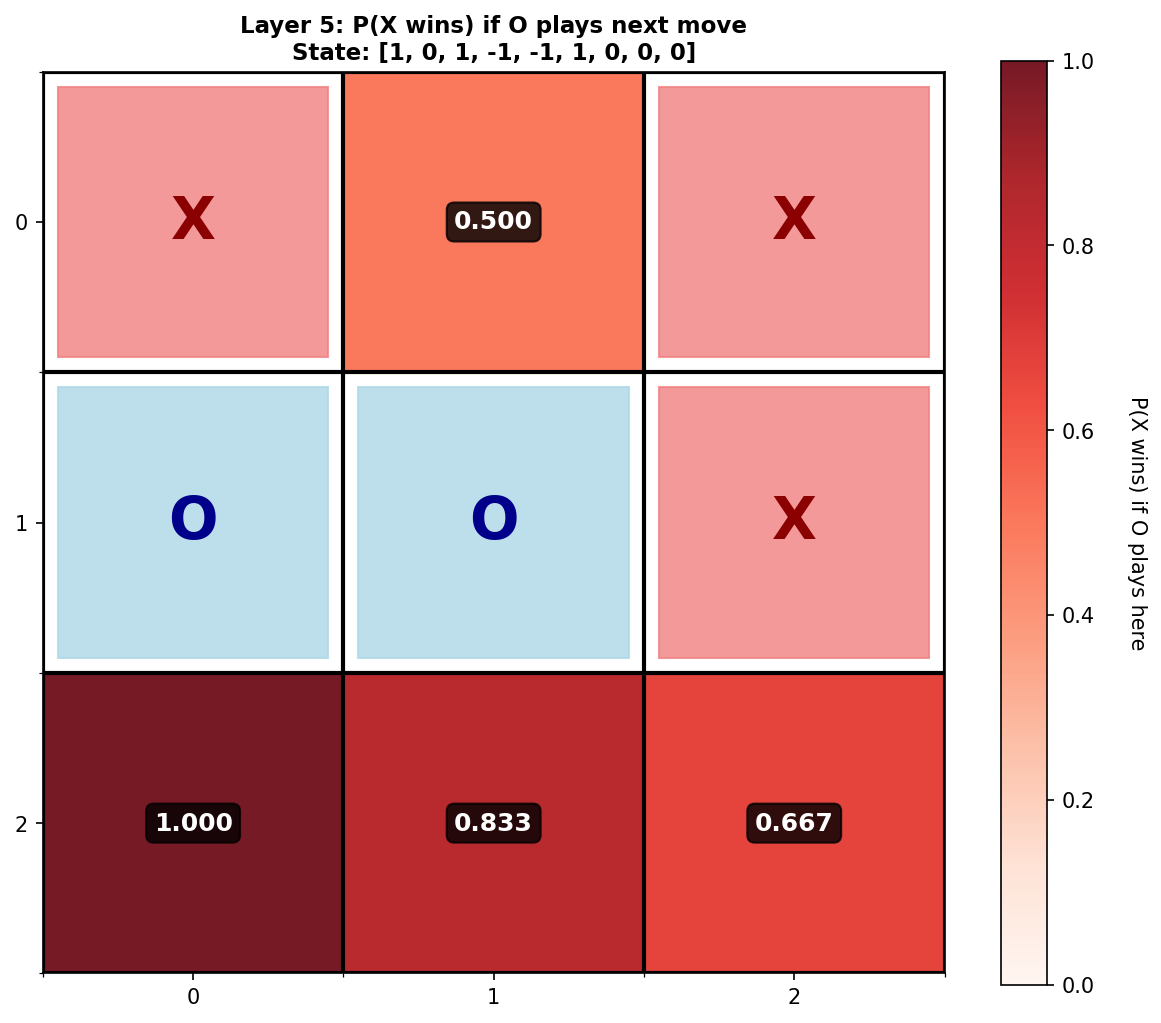 Layer 5: P(X wins) if O plays next move
State: [1, 0, 1, -1, -1, 1, 0, 0, 0]
0
X
0.500
X
1
O
O
X
2
1.000
0.833
0.667
0
1
2
1.0
0.8
0.6
0.4
0.2
0.0
P(X wins) if O plays here